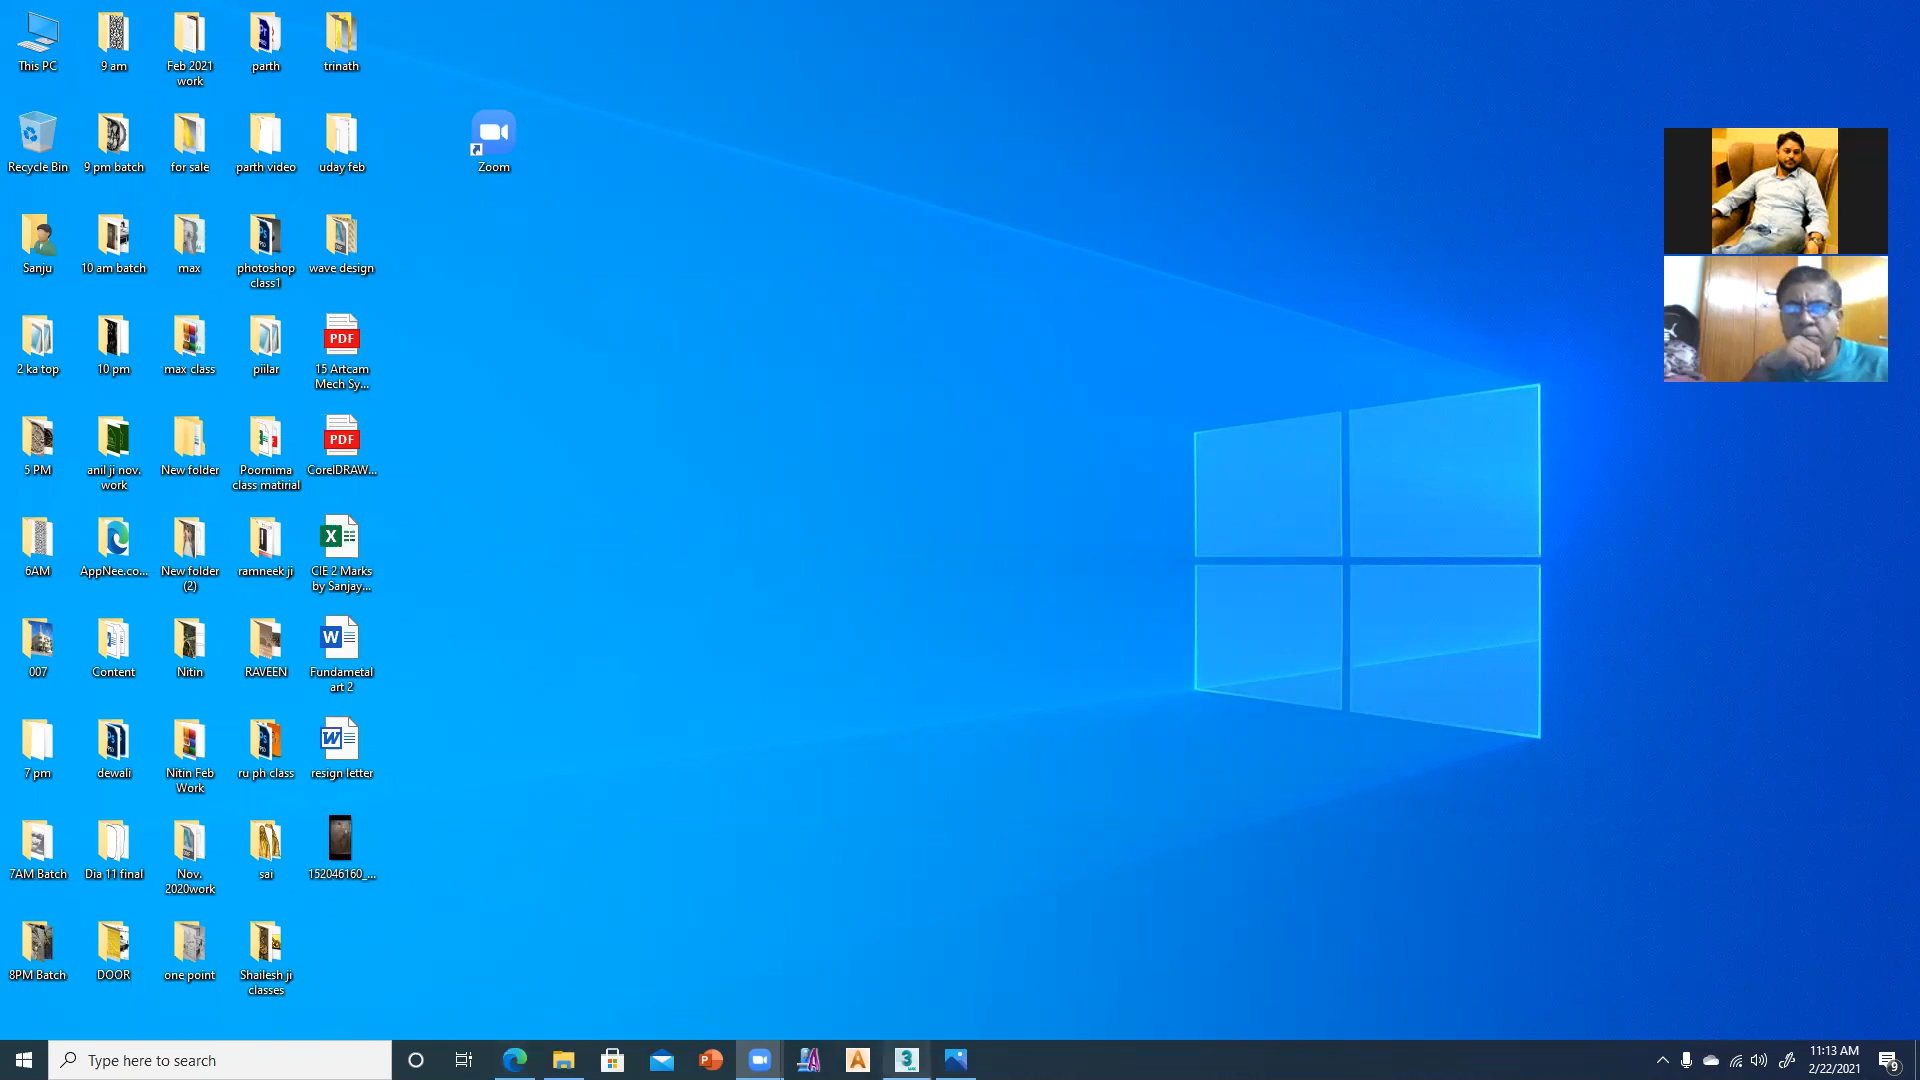 This PC
9 am
Feb 2021
work
parth
trinath
Recycle Bin
9 pm batch
for sale
parth video
uday feb
Zoom
Sanju
10 am batch
max
photoshop
class1
wave design
2 ka top
10 pm
max class
piilar
PDF
15 Artcam
Mech Sy...
5 PM
anil ji nov.
work
New folder
Poornima
class matirial
PDF
CorelDRAW...
6AM
AppNee.co...
New folder
(2)
ramneek ji
CIE 2 Marks
by Sanjay...
007
Content
Nitin
RAVEEN
Fundametal
art 2
7 pm
dewali
Nitin Feb
Work
ru ph class
resign letter
7AM Batch
Dia 11 final
Nov.
2020work
sai
152046160_...
8PM Batch
DOOR
one point
Shailesh ji
classes
Type here to search
11:13 AM
2/22/2021
9